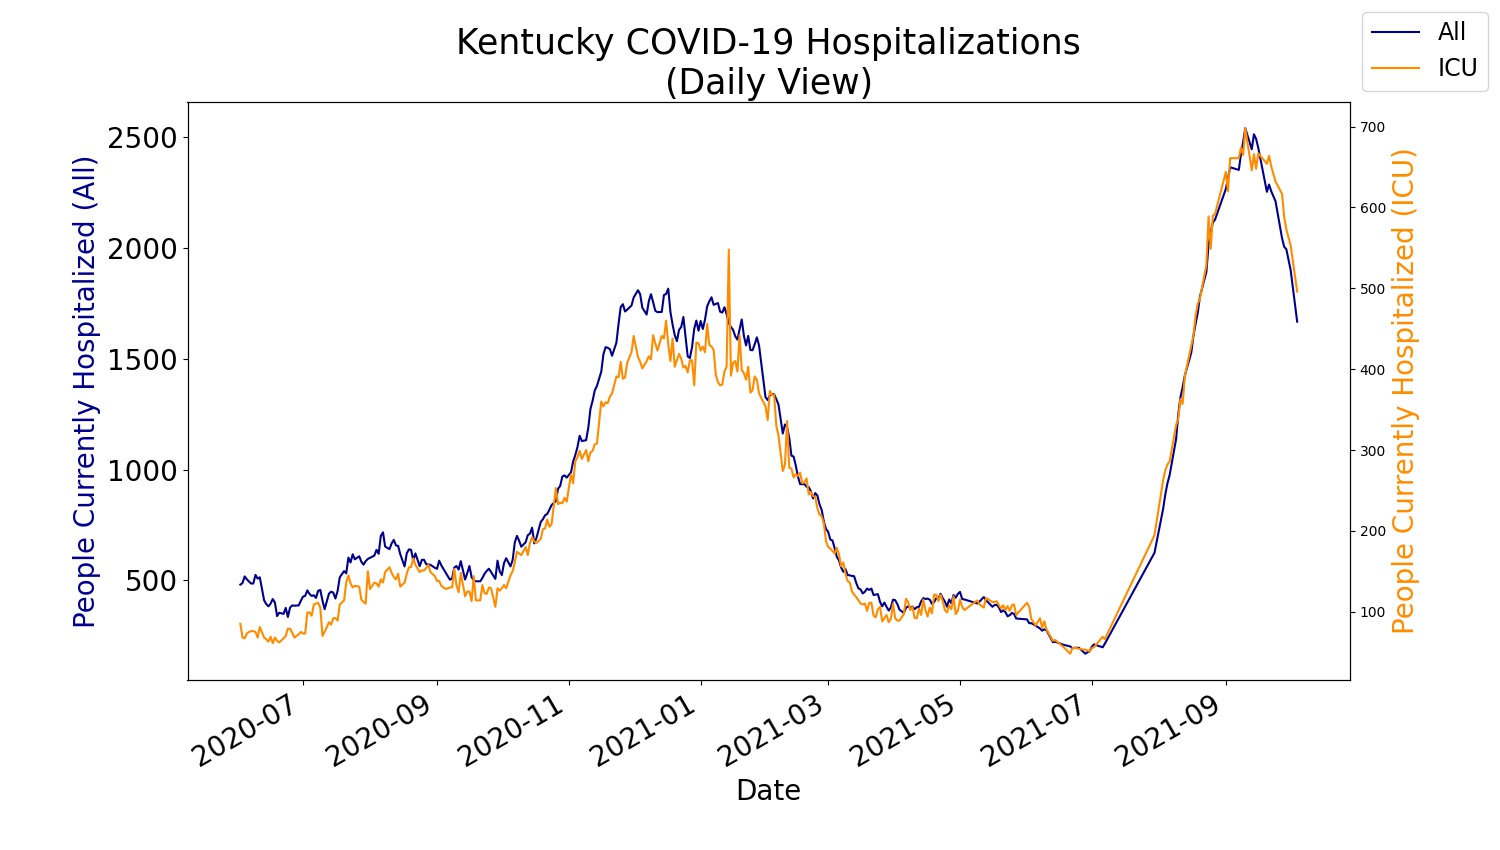 Kentucky COVID-19 Hospitalizations
(Daily View)
All
ICU
People Currently Hospitalized (All)
2500
2000
1500
1000
500
700
600
500
400
300
200
100
People Currently Hospitalized (ICU)
2020-07
2020-09
2020-11
2021-01
2021-03
2021-05
2021-07
2021-09
Date